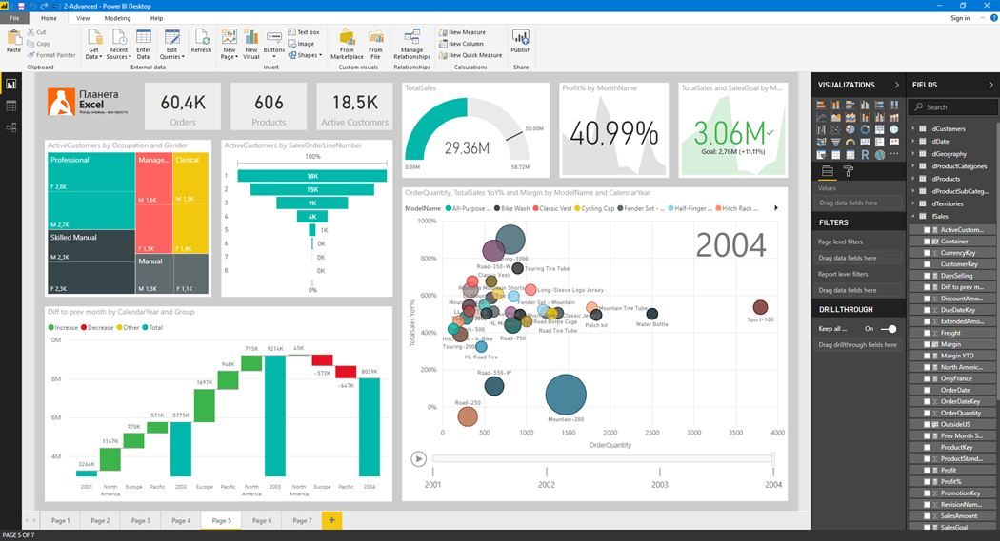 2-Advanced - Power BI Desktop
File Home View Modeling Help Sign in
Paste
Cut
Copy
Format Painter
Clipboard
Get Data
Recent Sources
Enter Data
Edit Queries
Refresh
External data
New Page
New Visual
Buttons
Text box
Image
Shapes
Insert
From Marketplace
From File
Custom visuals
Manage Relationships
Relationships
New Measure
New Column
New Quick Measure
Calculations
Publish
Share
Планета
Excel
60,4K
Orders
606
Products
18,5K
Active Customers
TotalSales
29,36M
50.00M
0.00M
58.72M
Profit% by MonthName
40,99%
TotalSales and SalesGoal by M...
3,06M
Goal: 2,76M (+11.11%)
ActiveCustomers by Occupation and Gender
Professional
F 2,8K
M 2,7K
Skilled Manual
M 2,3K
F 2,3K
Manage...
M 1,6K
F 1,5K
Clerical
M 1,5K
F 1,4K
Manual
M 1,3K
F 1,1K
ActiveCustomers by SalesOrderLineNumber
100%
1 18K
2 15K
3 9K
4 4K
5 1K
6 0K
7 0K
8 0K
0%
Diff to prev month by CalendarYear and Group
Increase Decrease Other Total
10M
8M
6M
4M
3266K
1167K
770K
571K
5775K
1697K
948K
795K
9214K
45K
-573K
-647K
8039K
2001 North America Europe Pacific 2002 Europe North America Pacific 2003 North America Europe Pacific 2004
OrderQuantity, TotalSales YoY% and Margin by ModelName and CalendarYear
ModelName All-Purpose ... Bike Wash Classic Vest Cycling Cap Fender Set - ... Half-Finger ... Hitch Rack ...
2004
TotalSales YoY%
1000%
800%
600%
400%
200%
0%
Road-350-W
Touring-1000
Touring Tire Tube
Classic Vest
Long-Sleeve Logo Jersey
Fender Set - Mountain
Mountain Tire Tube
Road Bottle Cage
Road Tire Tube
Patch kit
Water Bottle
Sport-100
Road-750
HL Road Tire
Road-550-W
Road-250
Mountain-200
0 500 1000 1500 2000 2500 3000 3500 4000
OrderQuantity
2001 2002 2003 2004
VISUALIZATIONS
Values
Drag data fields here
FILTERS
Page level filters
Drag data fields here
Report level filters
Drag data fields here
DRILLTHROUGH
Keep all ... On
Drag drillthrough fields here
FIELDS
Search
dCustomers
dDate
dGeography
dProductCategories
dProducts
dProductSubCateg...
dTerritories
fSales
ActiveCustom...
Container
CurrencyKey
CustomerKey
DaysSelling
Diff to prev m...
DiscountAmo...
DueDateKey
ExtendedAmo...
Freight
Margin
Margin YTD
North Americ...
OnlyFrance
OrderDate
OrderDateKey
OrderQuantity
OutsideUS
Prev Month S...
ProductKey
ProductStand...
Profit
Profit%
PromotionKey
RevisionNum...
SalesAmount
SalesGoal
Page 1 Page 2 Page 3 Page 4 Page 5 Page 6 Page 7 +
PAGE 5 OF 7